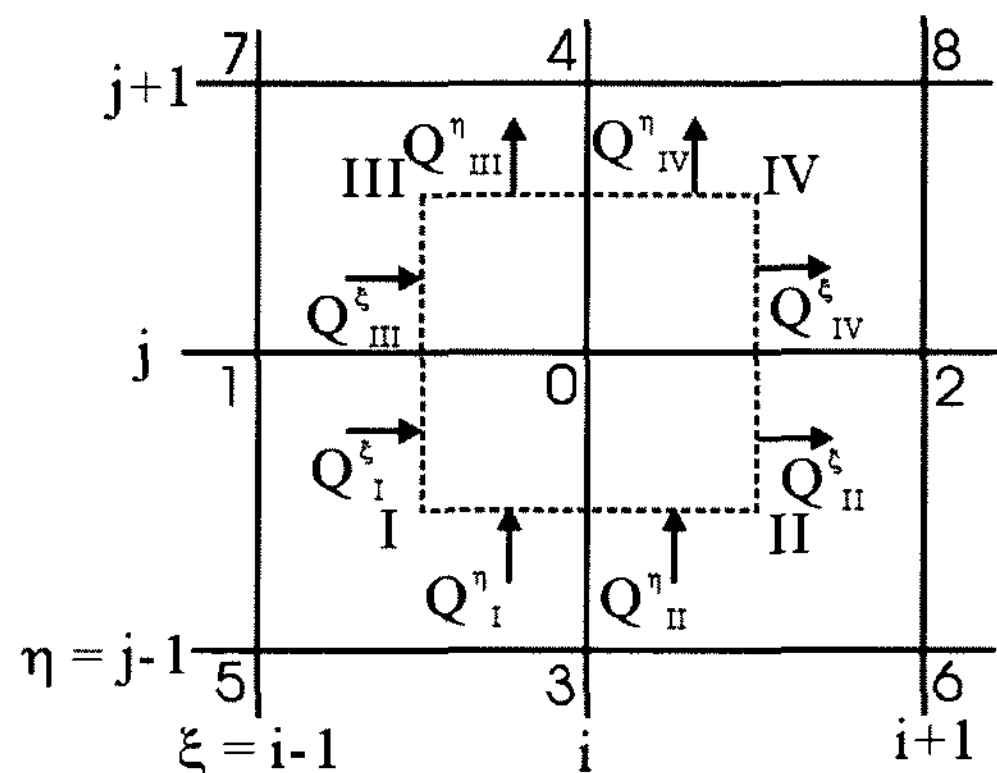 7 4 8
j+1
Q^η_III Q^η_IV
III IV
Q^ξ_III Q^ξ_IV
j
1 0 2
Q^ξ_I Q^ξ_II
I II
Q^η_I Q^η_II
η = j-1
5 3 6
ξ = i-1 i i+1